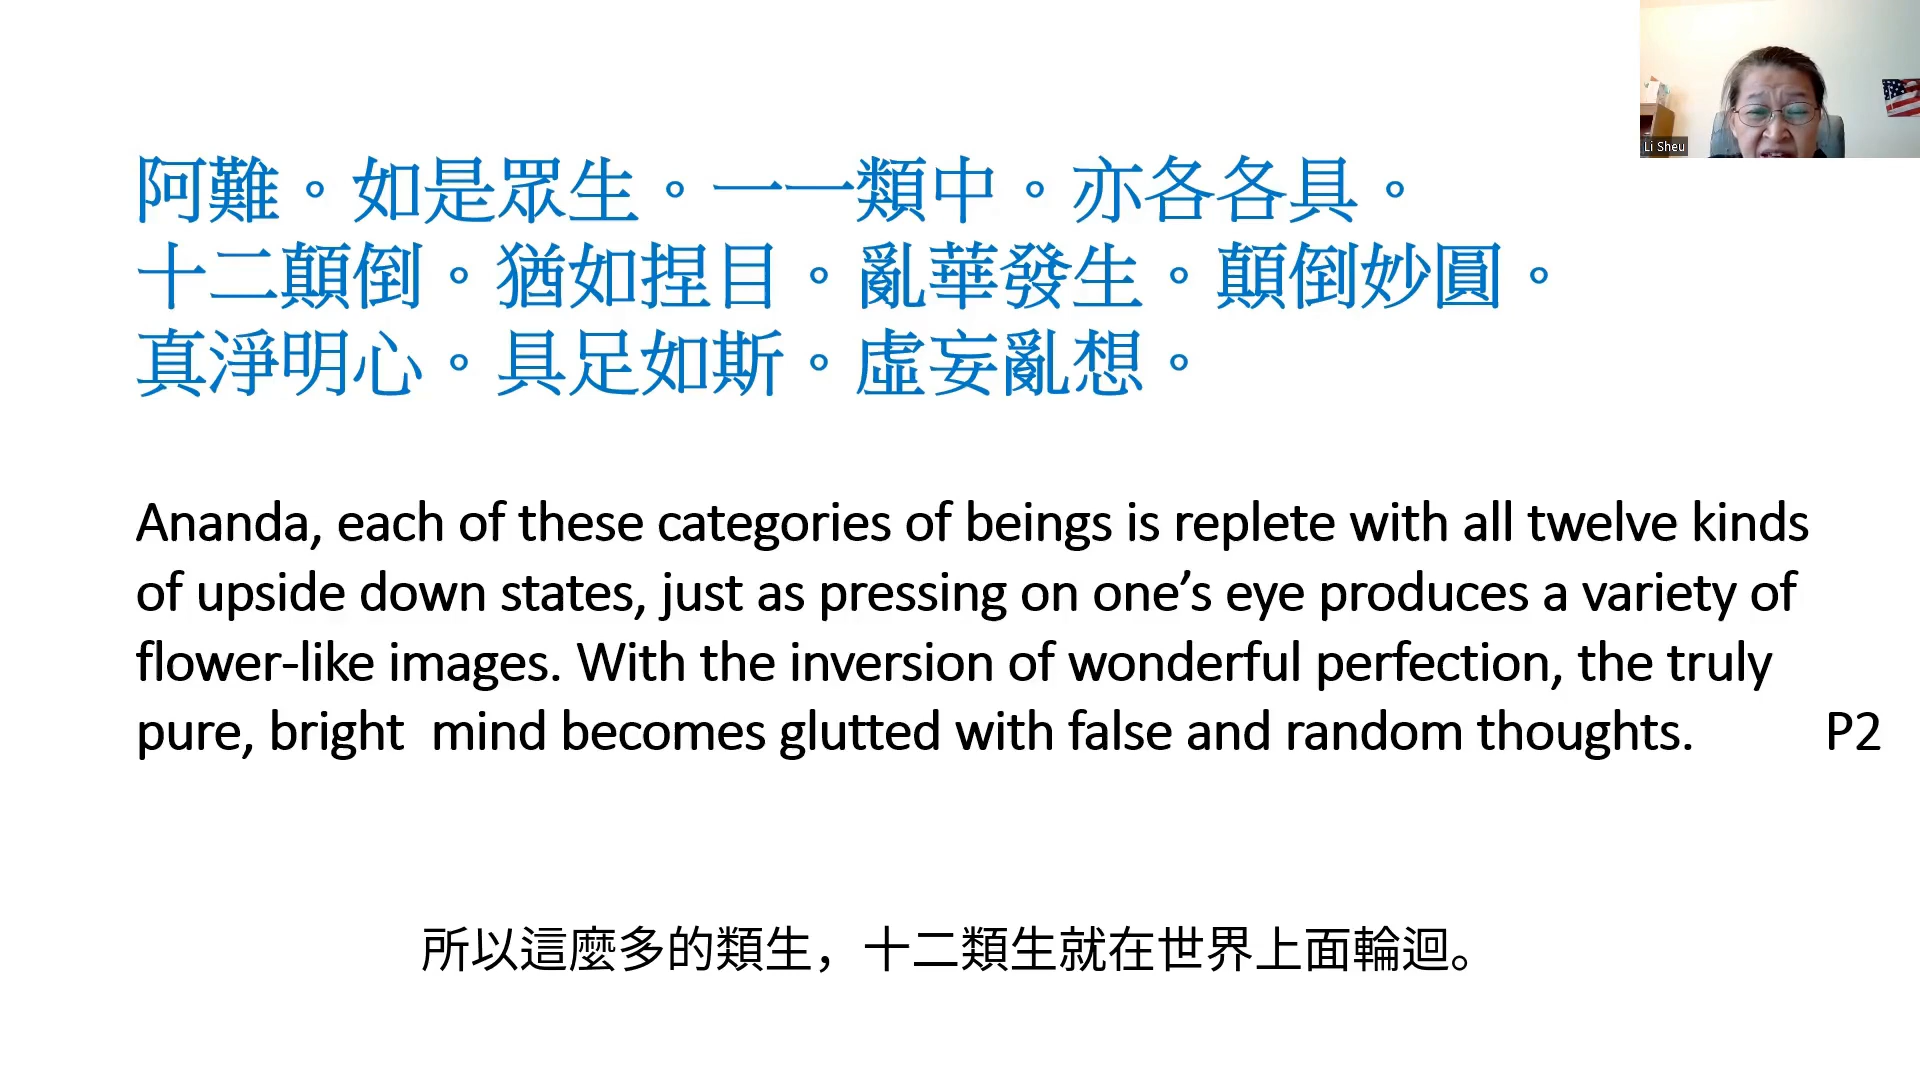 Li Sheu
阿難。如是眾生。一一類中。亦各各具。
十二顛倒。猶如捏目。亂華發生。顛倒妙圓。
真淨明心。具足如斯。虛妄亂想。
Ananda, each of these categories of beings is replete with all twelve kinds
of upside down states, just as pressing on one’s eye produces a variety of
flower-like images. With the inversion of wonderful perfection, the truly
pure, bright  mind becomes glutted with false and random thoughts. P2
所以這麼多的類生，十二類生就在世界上面輪迴。